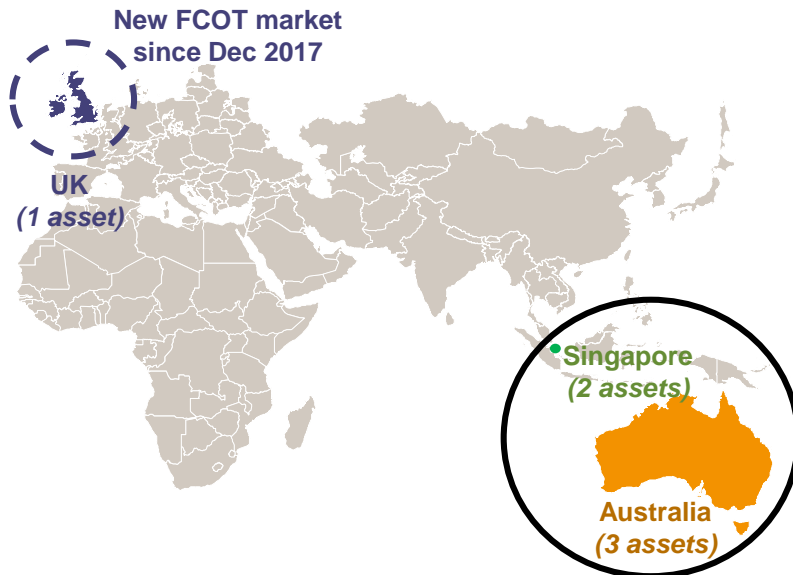 New FCOT market
since Dec 2017
UK
(1 asset)
Singapore
(2 assets)
Australia
(3 assets)